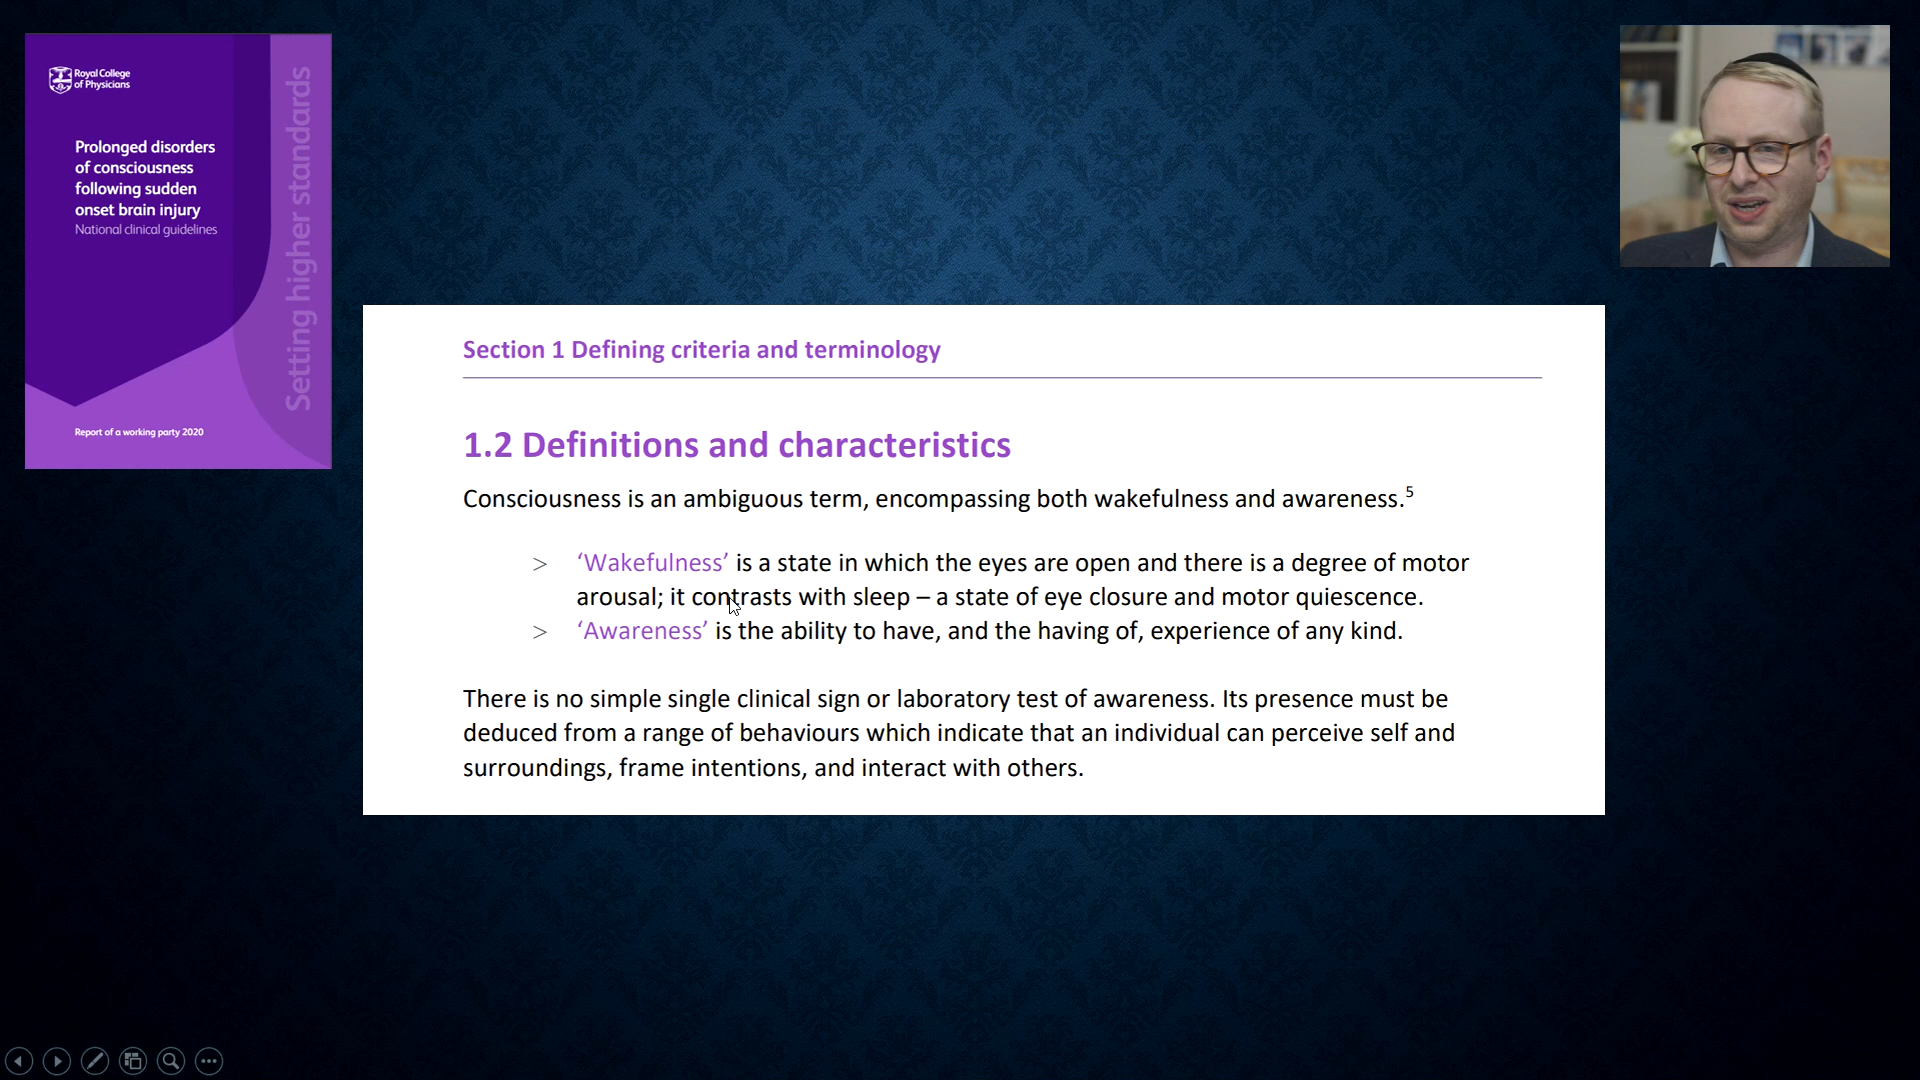 Royal College
of Physicians
Prolonged disorders
of consciousness
following sudden
onset brain injury
National clinical guidelines
Setting higher standards
Report of a working party 2020
Section 1 Defining criteria and terminology
1.2 Definitions and characteristics
Consciousness is an ambiguous term, encompassing both wakefulness and awareness.⁵
> ‘Wakefulness’ is a state in which the eyes are open and there is a degree of motor
arousal; it contrasts with sleep – a state of eye closure and motor quiescence.
> ‘Awareness’ is the ability to have, and the having of, experience of any kind.
There is no simple single clinical sign or laboratory test of awareness. Its presence must be
deduced from a range of behaviours which indicate that an individual can perceive self and
surroundings, frame intentions, and interact with others.